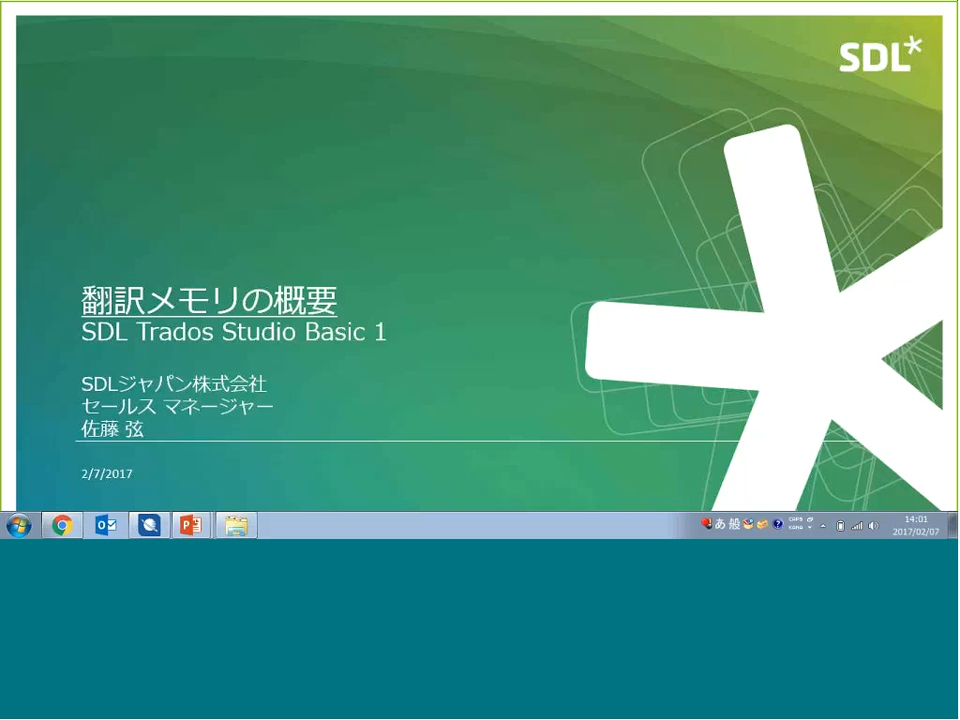 SDL*
翻訳メモリの概要
SDL Trados Studio Basic 1
SDLジャパン株式会社
セールス マネージャー
佐藤 弦
2/7/2017
あ 般
CAPS
KANA
14:01
2017/02/07